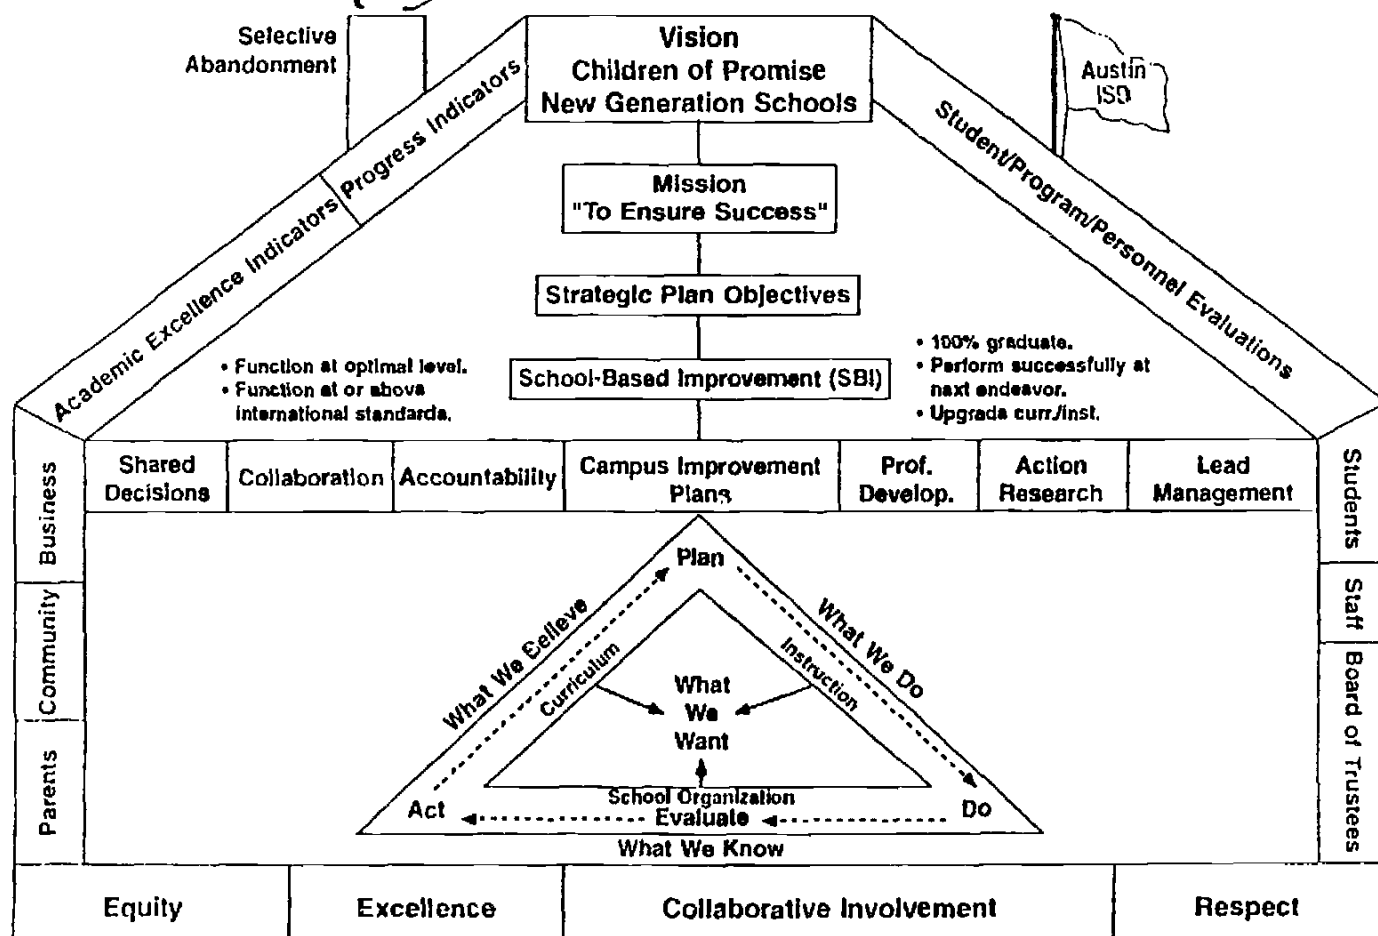 Selective
Abandonment
Vision
Children of Promise
New Generation Schools
Austin
ISD
Progress Indicators
Academic Excellence Indicators
Student/Program/Personnel Evaluations
Mission
"To Ensure Success"
Strategic Plan Objectives
School-Based Improvement (SBI)
• Function at optimal level.
• Function at or above
international standarda.
• 100% graduate.
• Perform successfully at
naxt endeavor.
• Upgrada curr./inst.
Shared
Decisions
Collaboration
Accountability
Campus Improvement
Plans
Prof.
Develop.
Action
Research
Lead
Management
Business
Community
Parents
Students
Staff
Board of Trustees
Plan
What We Eelieve
What We Do
Curriculum
Instruction
What
We
Want
School Organization
Act
Evaluate
Do
What We Know
Equity
Excellence
Collaborative Involvement
Respect